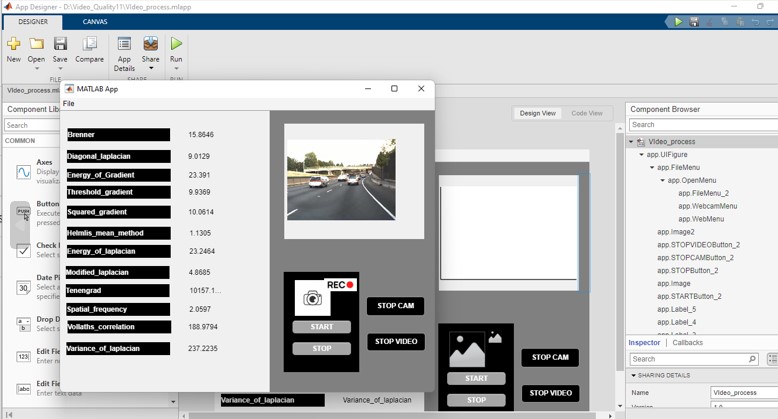 App Designer - D:\Video_Quality11\VIdeo_process.mlapp
DESIGNER
CANVAS
New
Open
Save
Compare
App
Details
Share
Run
FILE
SHARE
RUN
VIdeo_process.ml
MATLAB App
File
Component Lib
Search
COMMON
Axes
Display
visualiz
Button
Execute
pressed
Check
Select
Date Pi
Select
specifie
Drop D
Select
Edit Fie
Enter n
Edit Fie
Enter text data
Brenner
15.8646
Diagonal_laplacian
9.0129
Energy_of_Gradient
23.391
Threshold_gradient
9.9369
Squared_gradient
10.0614
Helmlis_mean_method
1.1305
Energy_of_laplacian
23.2464
Modified_laplacian
4.8685
Tenengrad
10157.1...
Spatial_frequency
2.0597
Vollaths_correlation
188.9794
Variance_of_laplacian
237.2235
REC
START
STOP
STOP CAM
STOP VIDEO
Design View
Code View
START
STOP
STOP CAM
STOP VIDEO
Variance_of_laplacian
Variance_of_laplacian
Component Browser
Search
VIdeo_process
app.UIFigure
app.FileMenu
app.OpenMenu
app.FileMenu_2
app.WebcamMenu
app.WebMenu
app.Image2
app.STOPVIDEOButton_2
app.STOPCAMButton_2
app.STOPButton_2
app.Image
app.STARTButton_2
app.Label_5
app.Label_4
Inspector
Callbacks
Search
SHARING DETAILS
Name
VIdeo_process